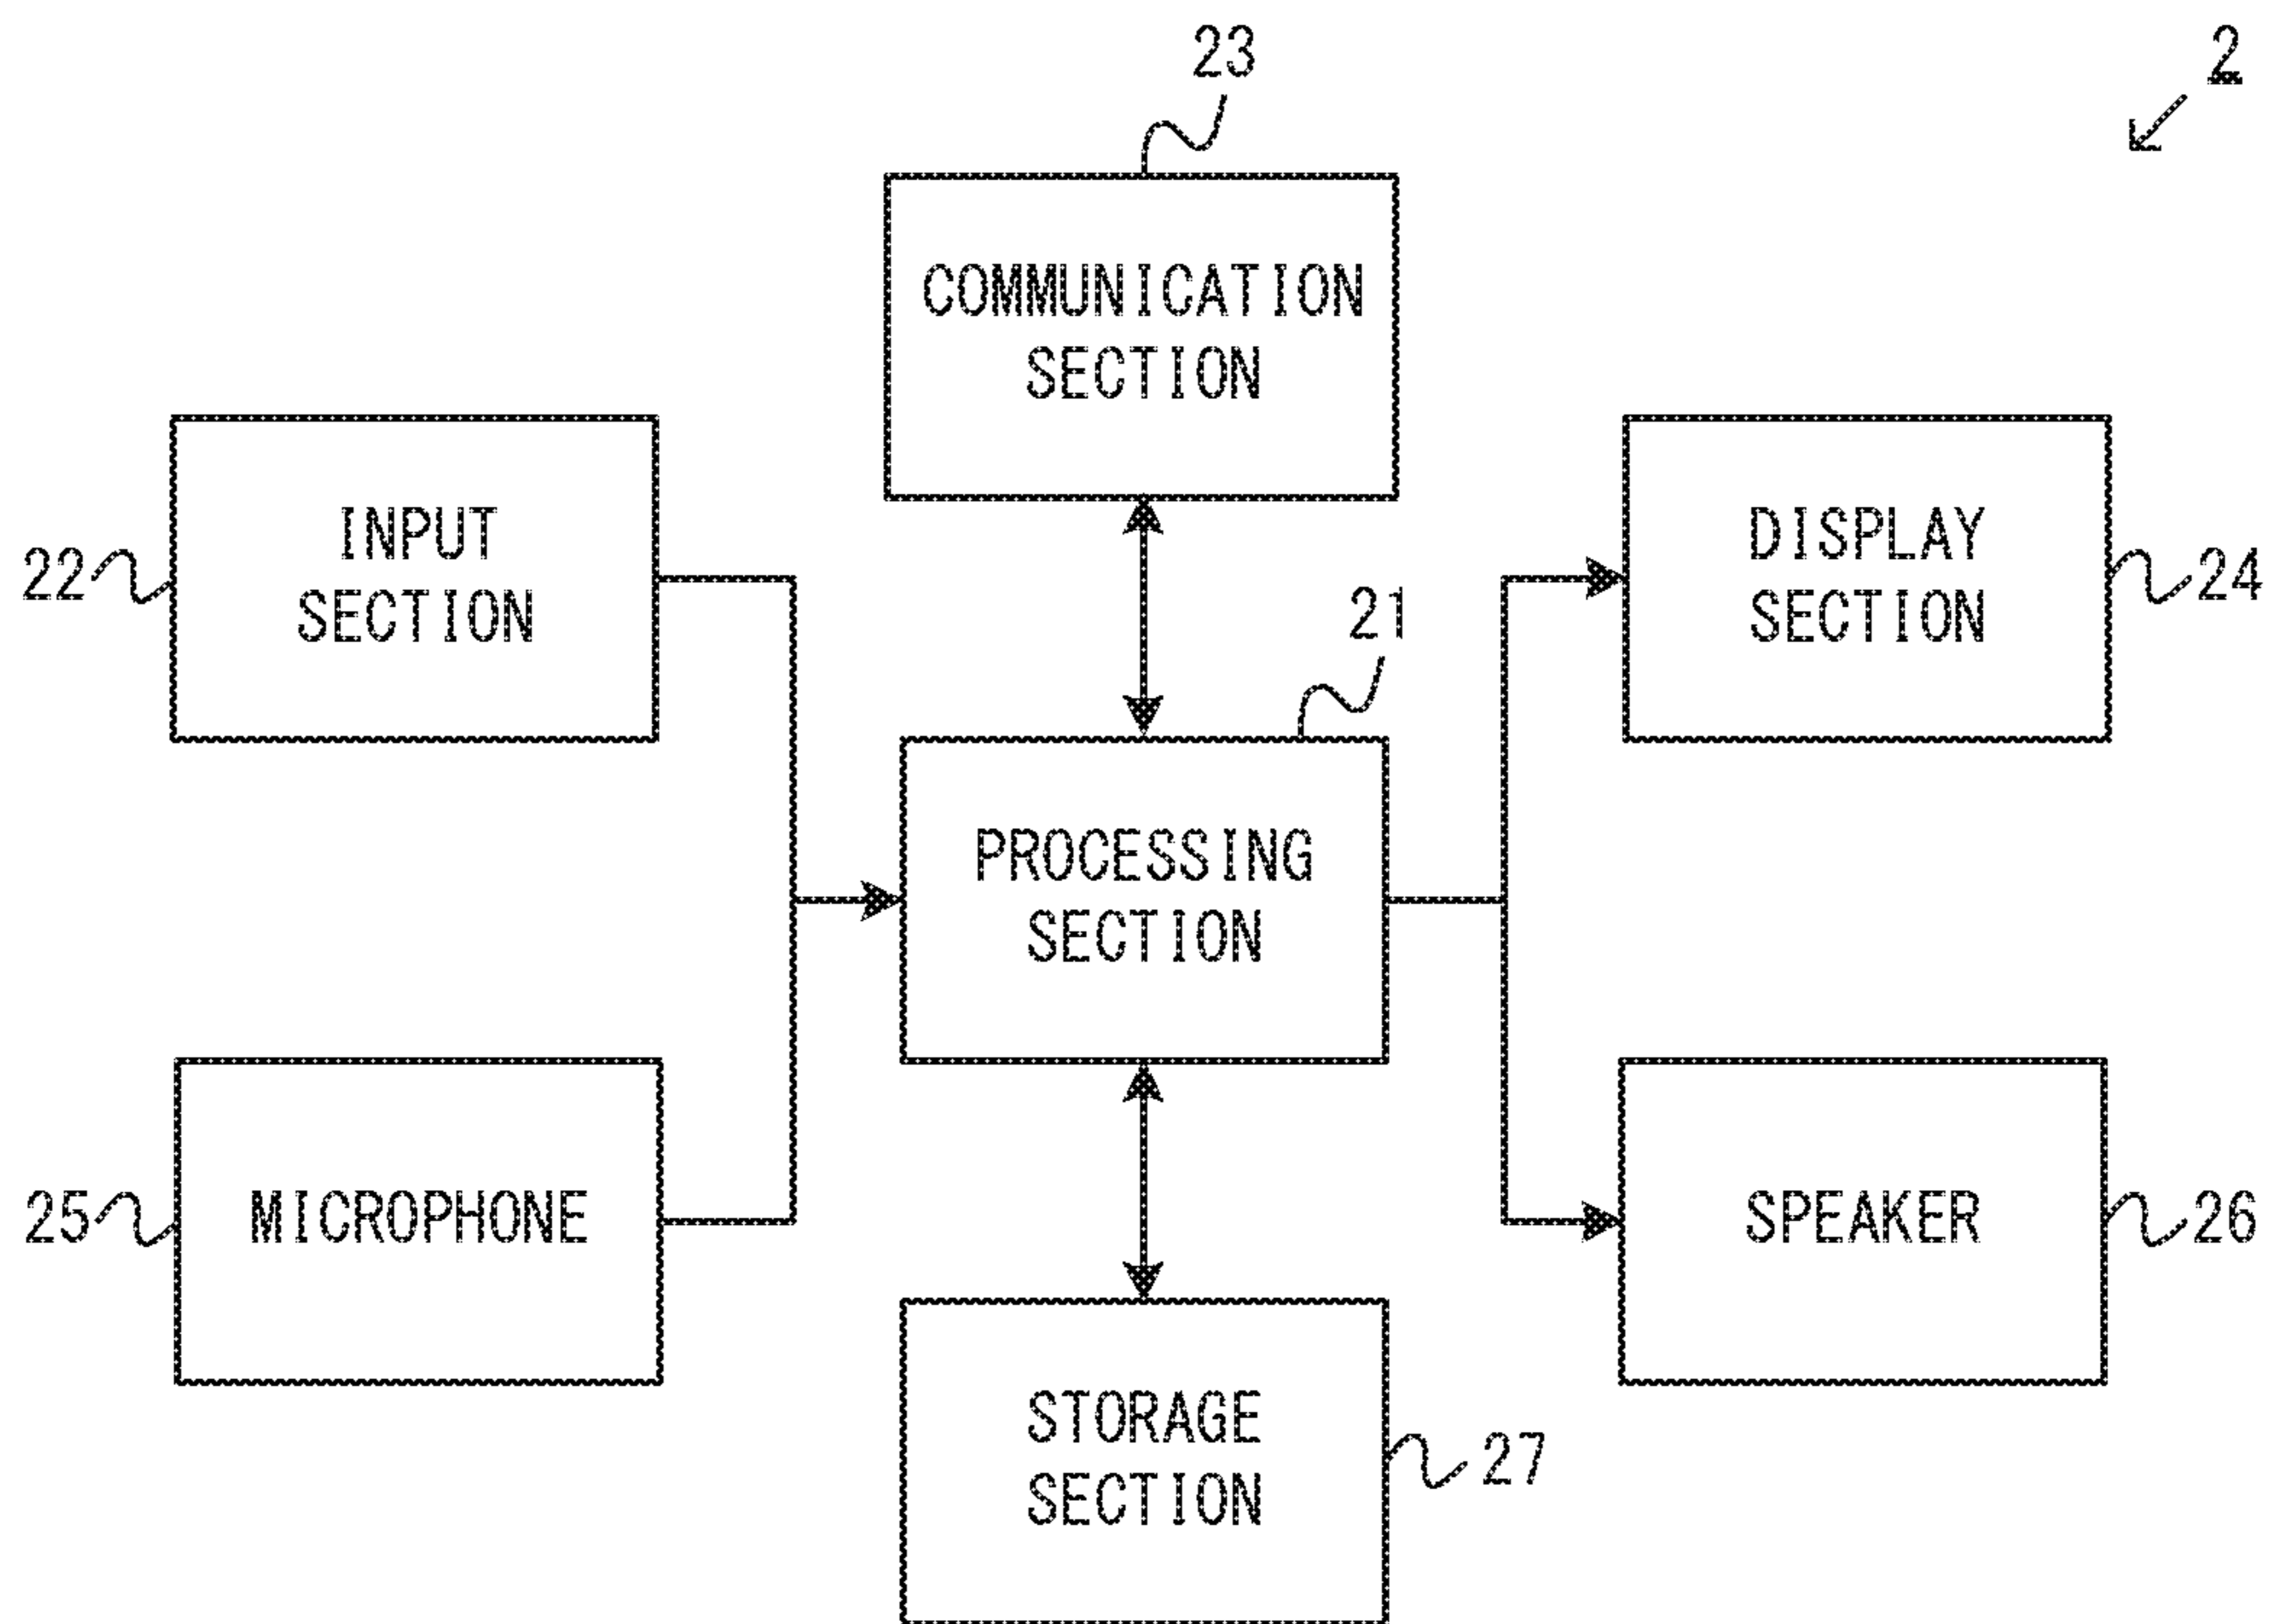 23
2
COMMUNICATION
SECTION
22
INPUT
SECTION
DISPLAY
SECTION
24
21
PROCESSING
SECTION
25
MICROPHONE
SPEAKER
26
STORAGE
SECTION
27